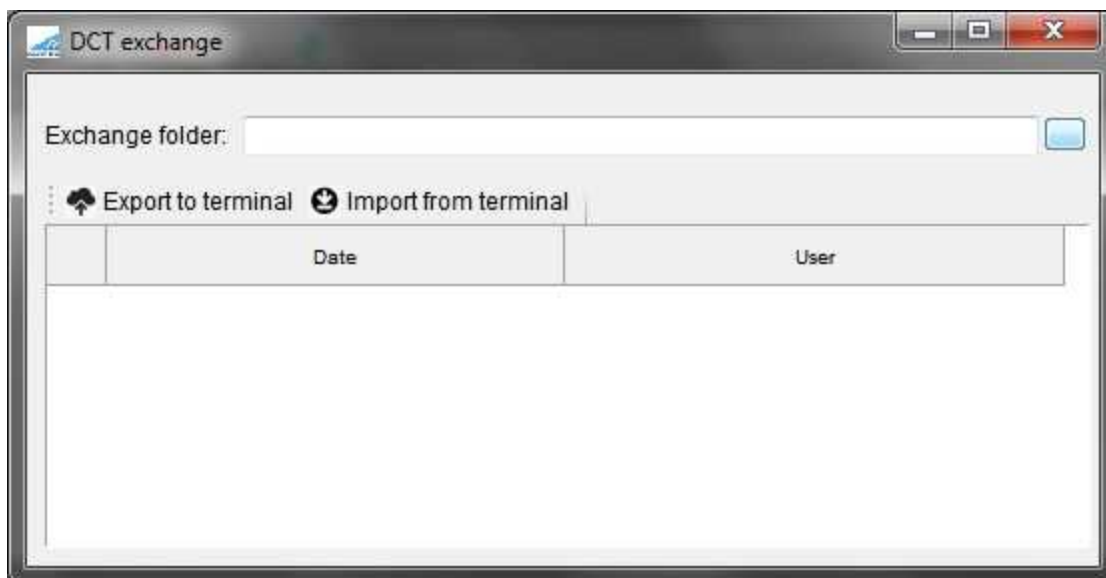 DCT exchange
Exchange folder:
Export to terminal Import from terminal
Date User